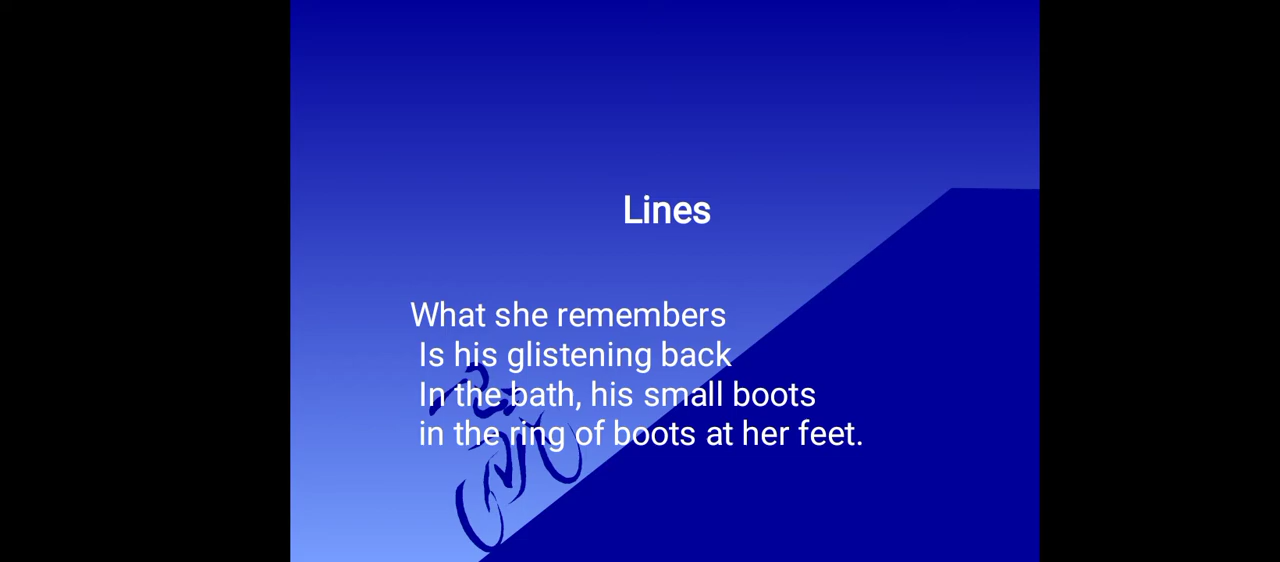 Lines
What she remembers
Is his glistening back
In the bath, his small boots
in the ring of boots at her feet.